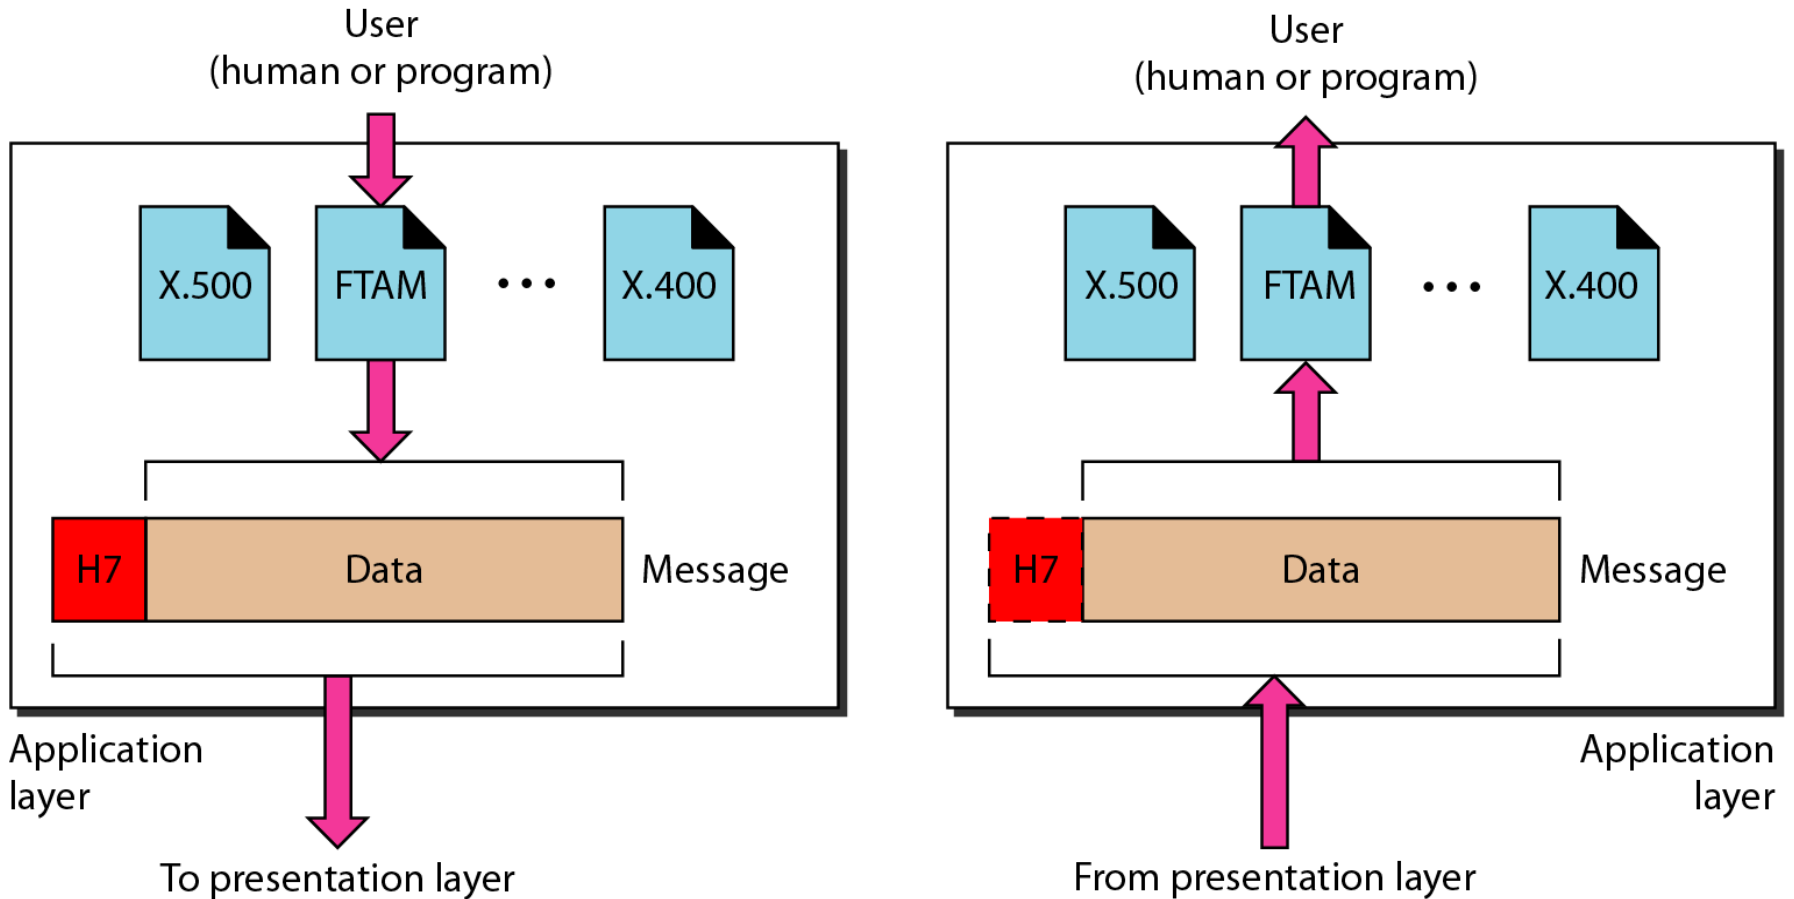 User
(human or program)
X.500
FTAM
...
X.400
H7
Data
Message
Application
layer
To presentation layer
User
(human or program)
X.500
FTAM
...
X.400
H7
Data
Message
Application
layer
From presentation layer